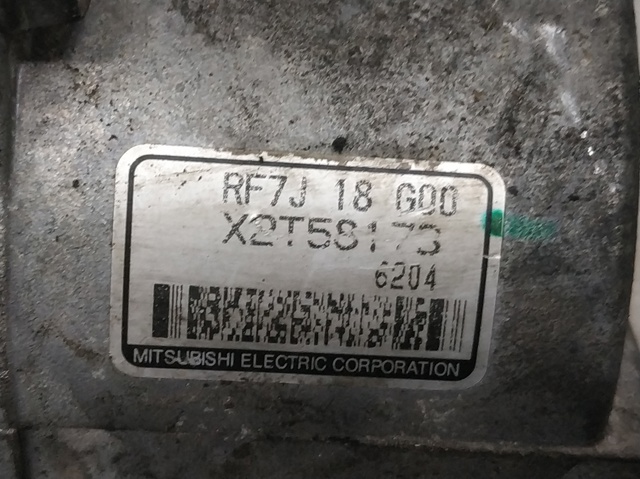 RF7J 18 G00
X2T58173
6204
MITSUBISHI ELECTRIC CORPORATION